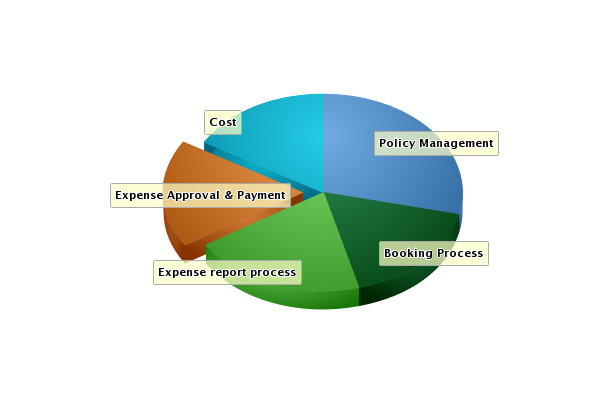 Cost
Policy Management
Expense Approval & Payment
Booking Process
Expense report process